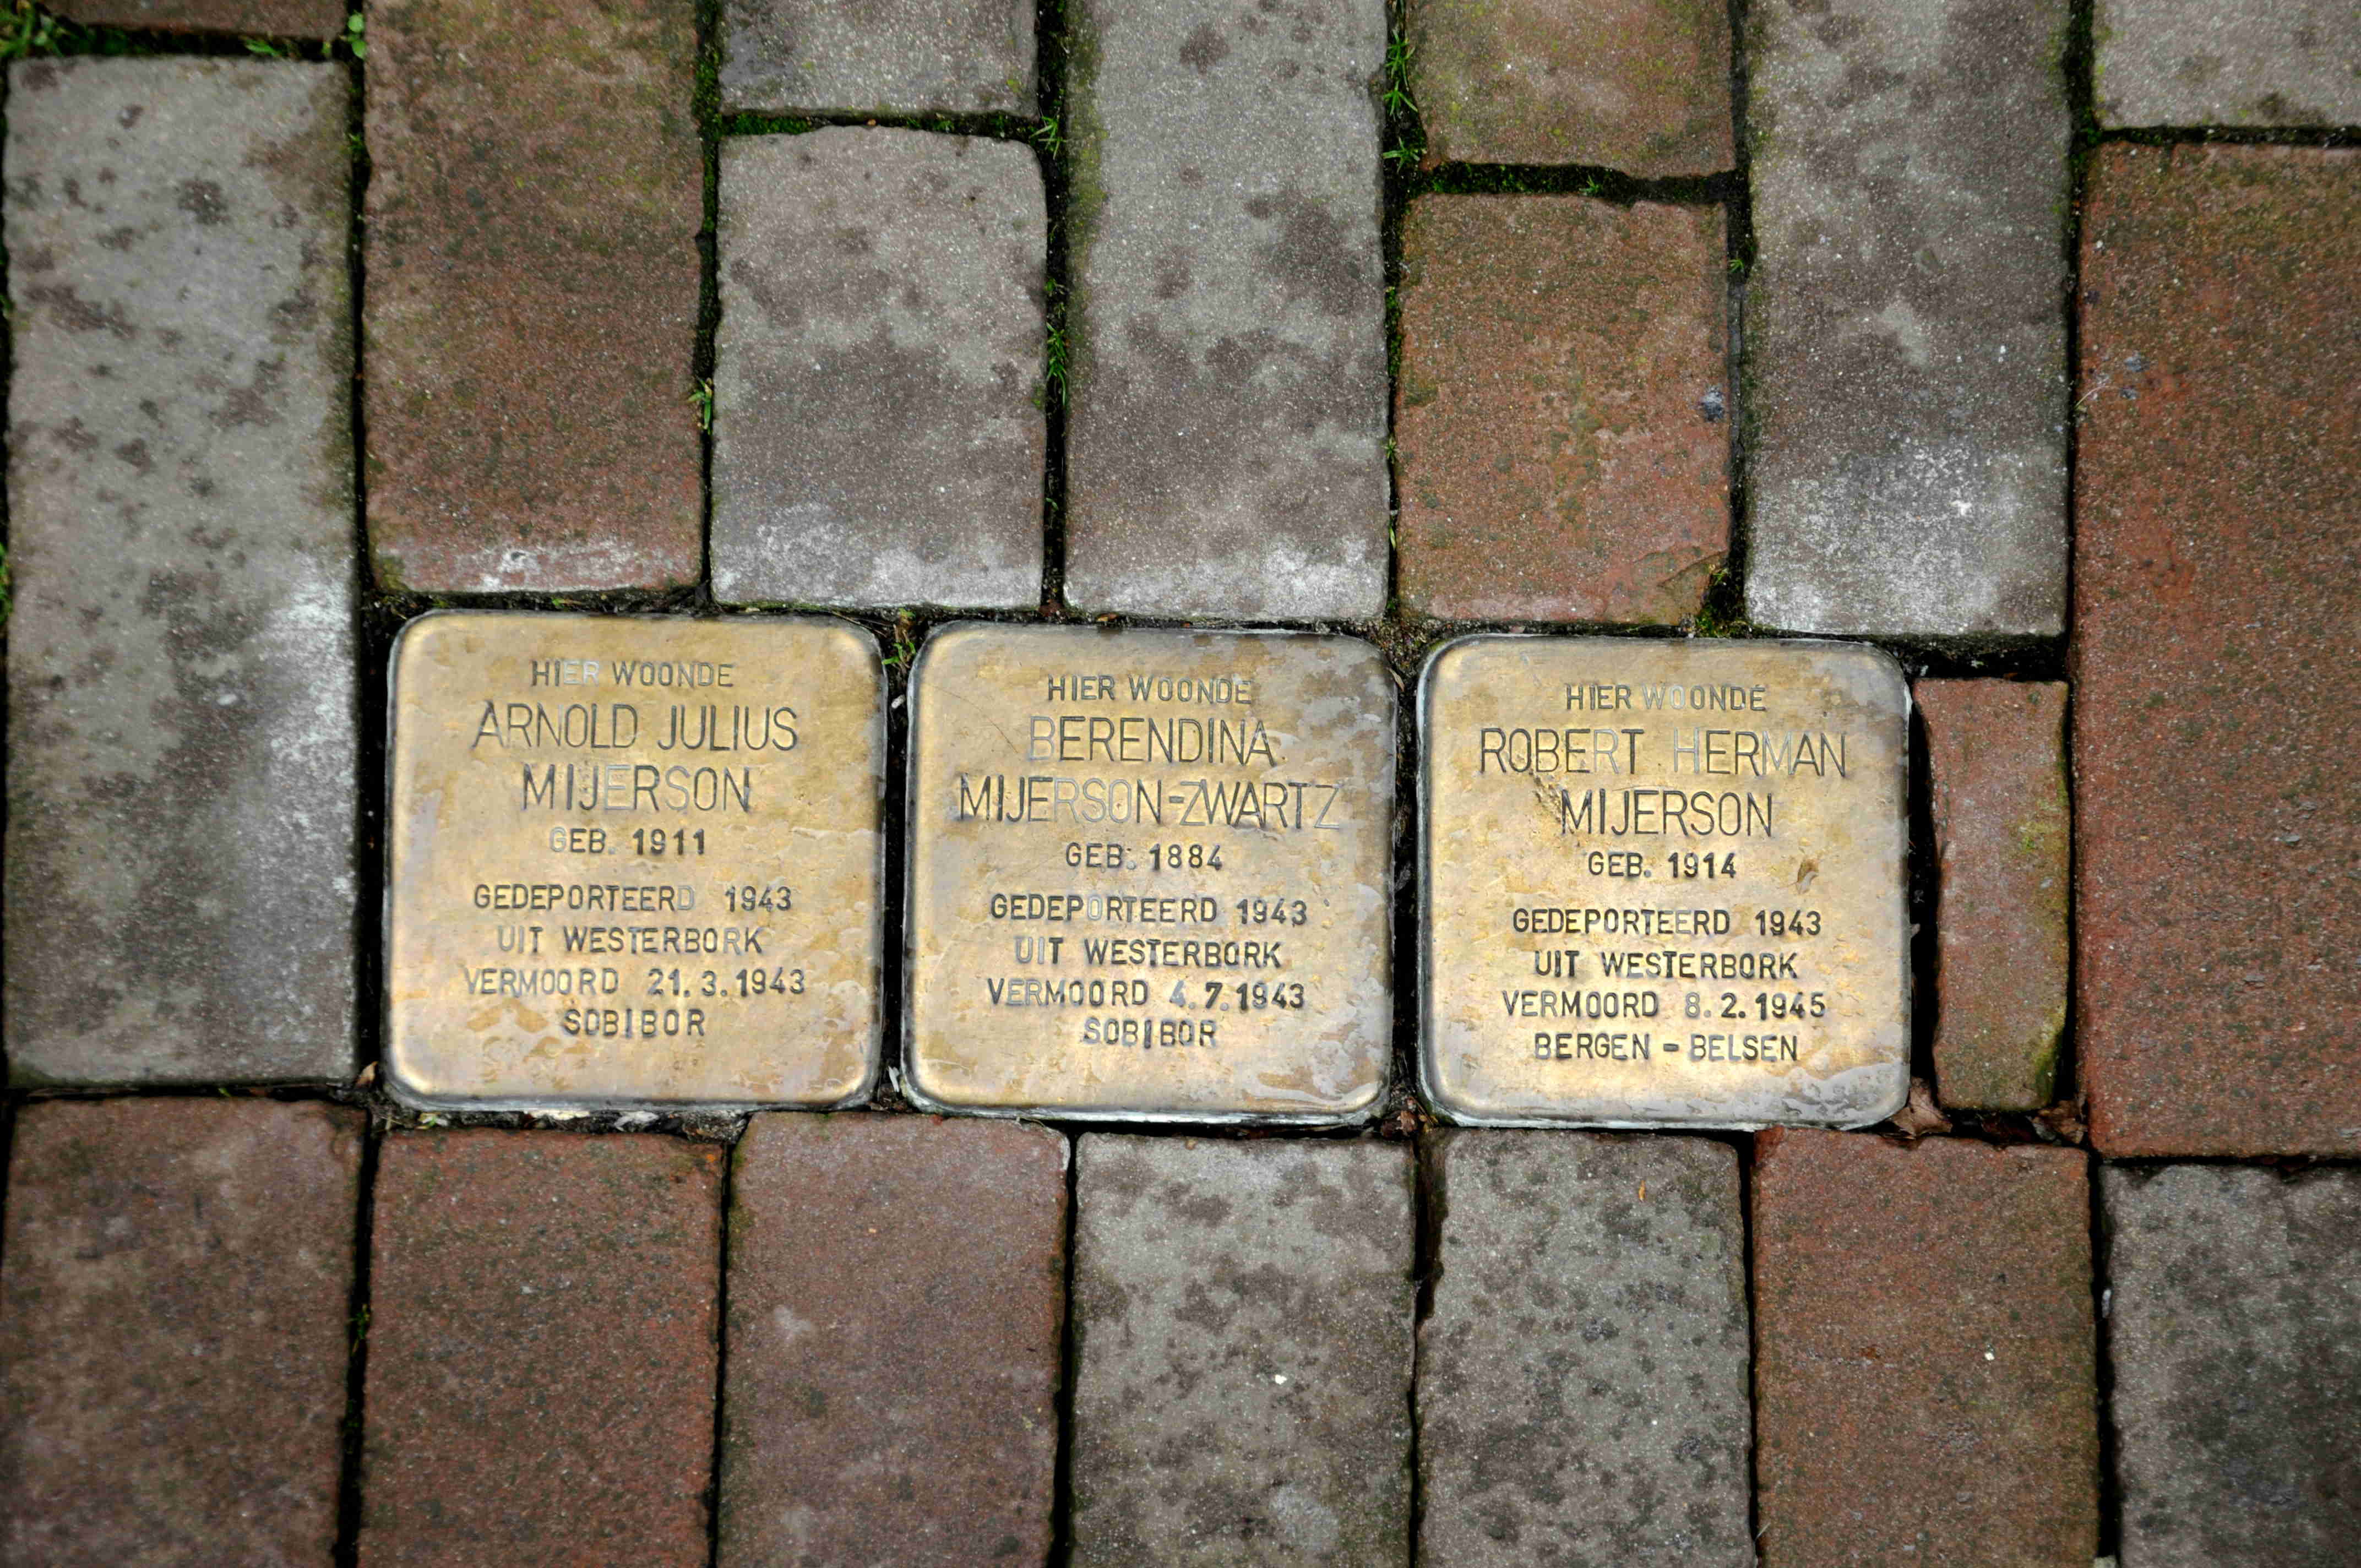 HIER WOONDE
ARNOLD JULIUS
MIJERSON
GEB. 1911
GEDEPORTEERD 1943
UIT WESTERBORK
VERMOORD 21.3.1943
SOBIBOR
HIER WOONDE
BERENDINA
MIJERSON-ZWARTZ
GEB. 1884
GEDEPORTEERD 1943
UIT WESTERBORK
VERMOORD 4.7.1943
SOBIBOR
HIER WOONDE
ROBERT HERMAN
MIJERSON
GEB. 1914
GEDEPORTEERD 1943
UIT WESTERBORK
VERMOORD 8.2.1945
BERGEN - BELSEN